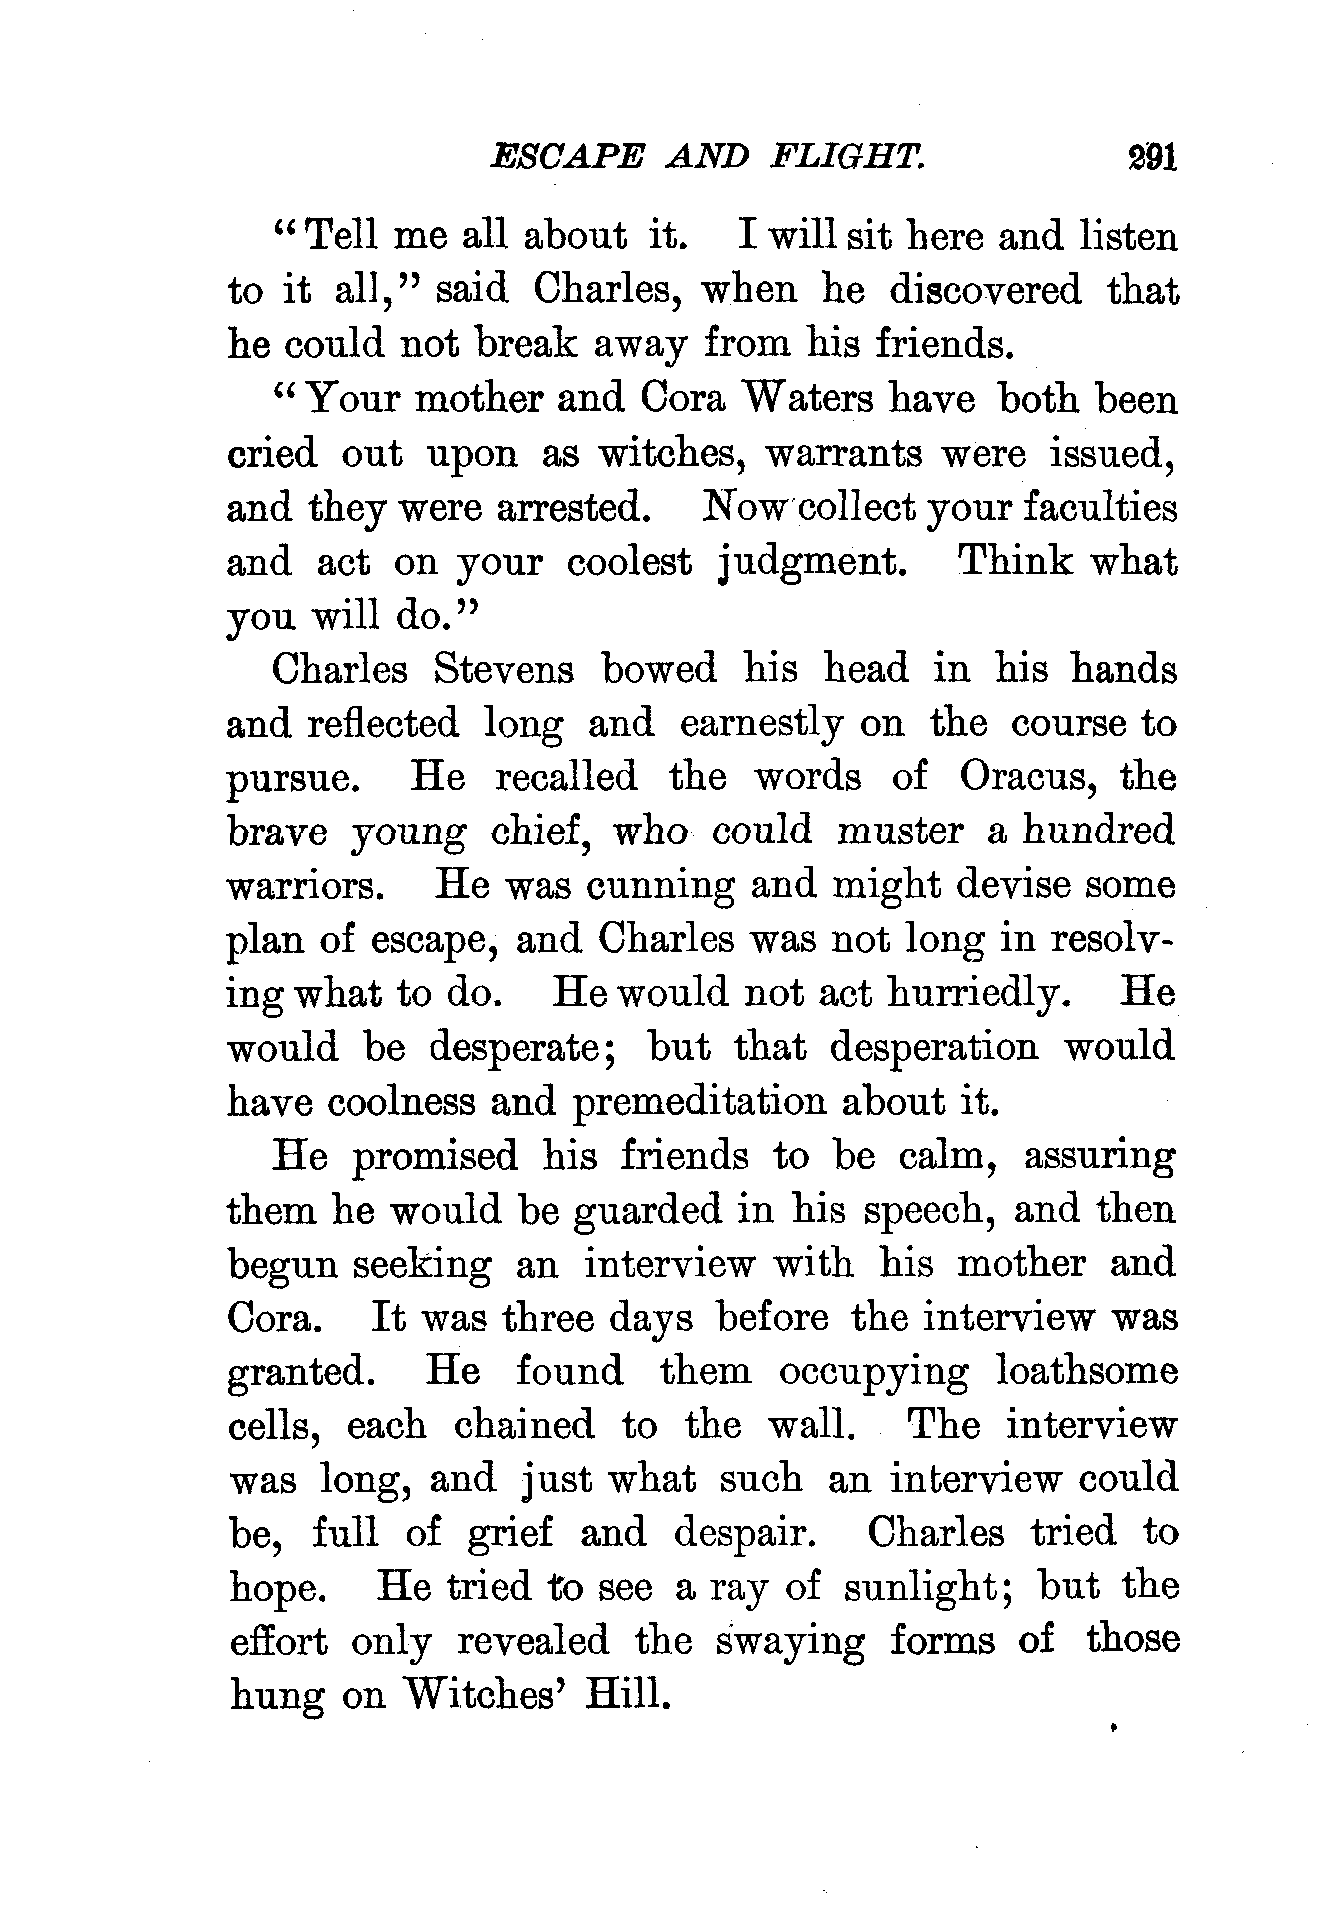 ESCAPE AND FLIGHT. 291
“Tell me all about it. I will sit here and listen
to it all,” said Charles, when he discovered that
he could not break away from his friends.
“Your mother and Cora Waters have both been
cried out upon as witches, warrants were issued,
and they were arrested. Now collect your faculties
and act on your coolest judgment. Think what
you will do.”
Charles Stevens bowed his head in his hands
and reflected long and earnestly on the course to
pursue. He recalled the words of Oracus, the
brave young chief, who could muster a hundred
warriors. He was cunning and might devise some
plan of escape, and Charles was not long in resolv-
ing what to do. He would not act hurriedly. He
would be desperate; but that desperation would
have coolness and premeditation about it.
He promised his friends to be calm, assuring
them he would be guarded in his speech, and then
begun seeking an interview with his mother and
Cora. It was three days before the interview was
granted. He found them occupying loathsome
cells, each chained to the wall. The interview
was long, and just what such an interview could
be, full of grief and despair. Charles tried to
hope. He tried to see a ray of sunlight; but the
effort only revealed the swaying forms of those
hung on Witches’ Hill.